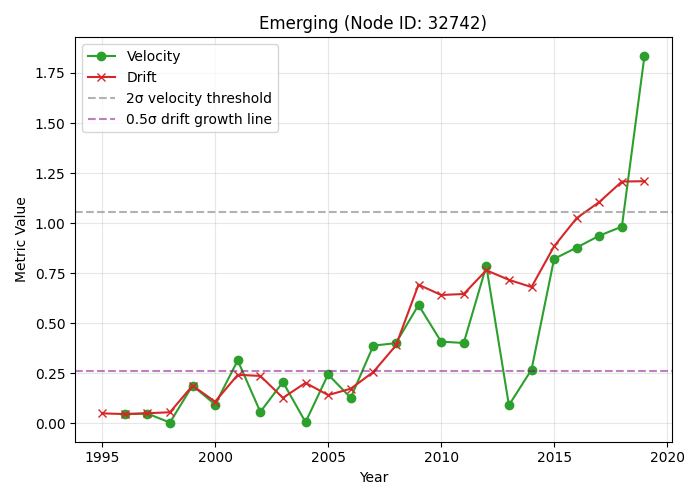 Emerging (Node ID: 32742)
Velocity
Drift
2σ velocity threshold
0.5σ drift growth line
Metric Value
1.75
1.50
1.25
1.00
0.75
0.50
0.25
0.00
1995
2000
2005
2010
2015
2020
Year